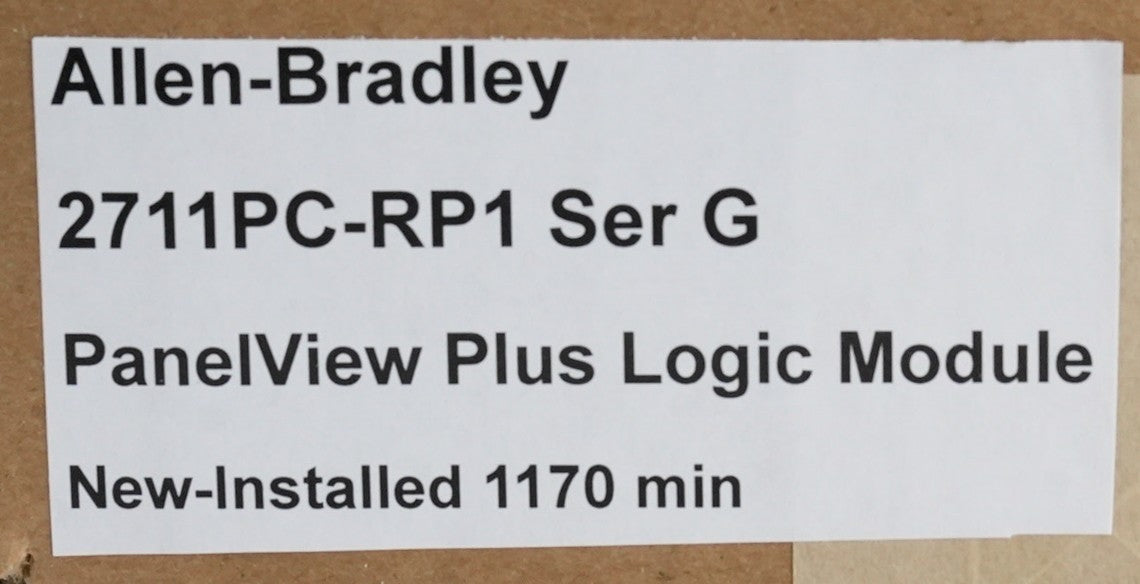 Allen-Bradley
2711PC-RP1 Ser G
PanelView Plus Logic Module
New-Installed 1170 min